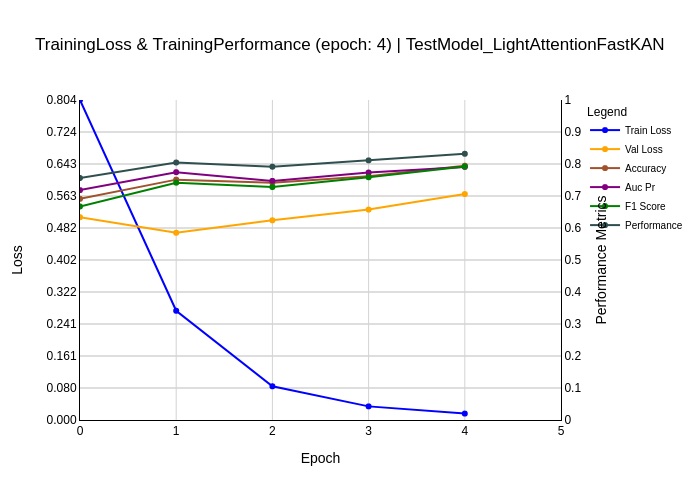 TrainingLoss & TrainingPerformance (epoch: 4) | TestModel_LightAttentionFastKAN
0.804
0.724
0.643
0.563
0.482
0.402
0.322
0.241
0.161
0.080
0.000
Loss
0
1
2
3
4
5
Epoch
1
0.9
0.8
0.7
0.6
0.5
0.4
0.3
0.2
0.1
0
Performance Metrics
Legend
Train Loss
Val Loss
Accuracy
Auc Pr
F1 Score
Performance